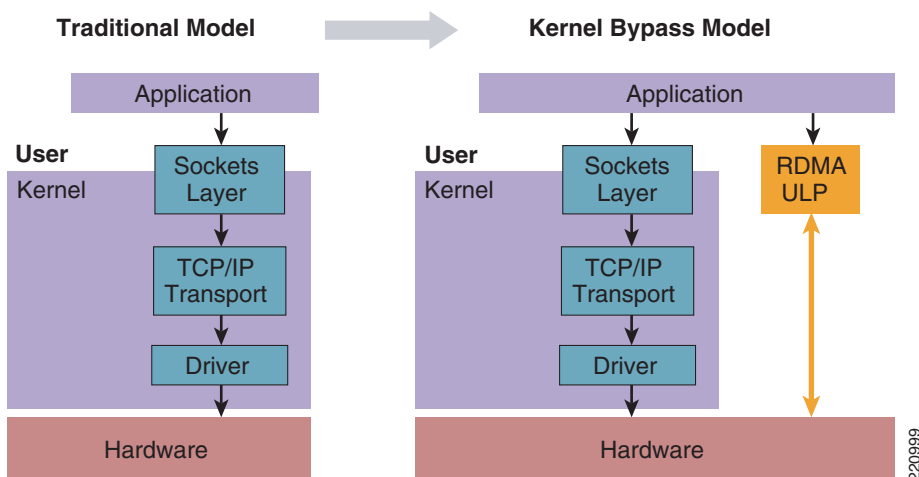 Traditional Model
Kernel Bypass Model
Application
User
Kernel
Sockets
Layer
TCP/IP
Transport
Driver
Hardware
Application
User
Kernel
Sockets
Layer
TCP/IP
Transport
Driver
RDMA
ULP
Hardware
220999